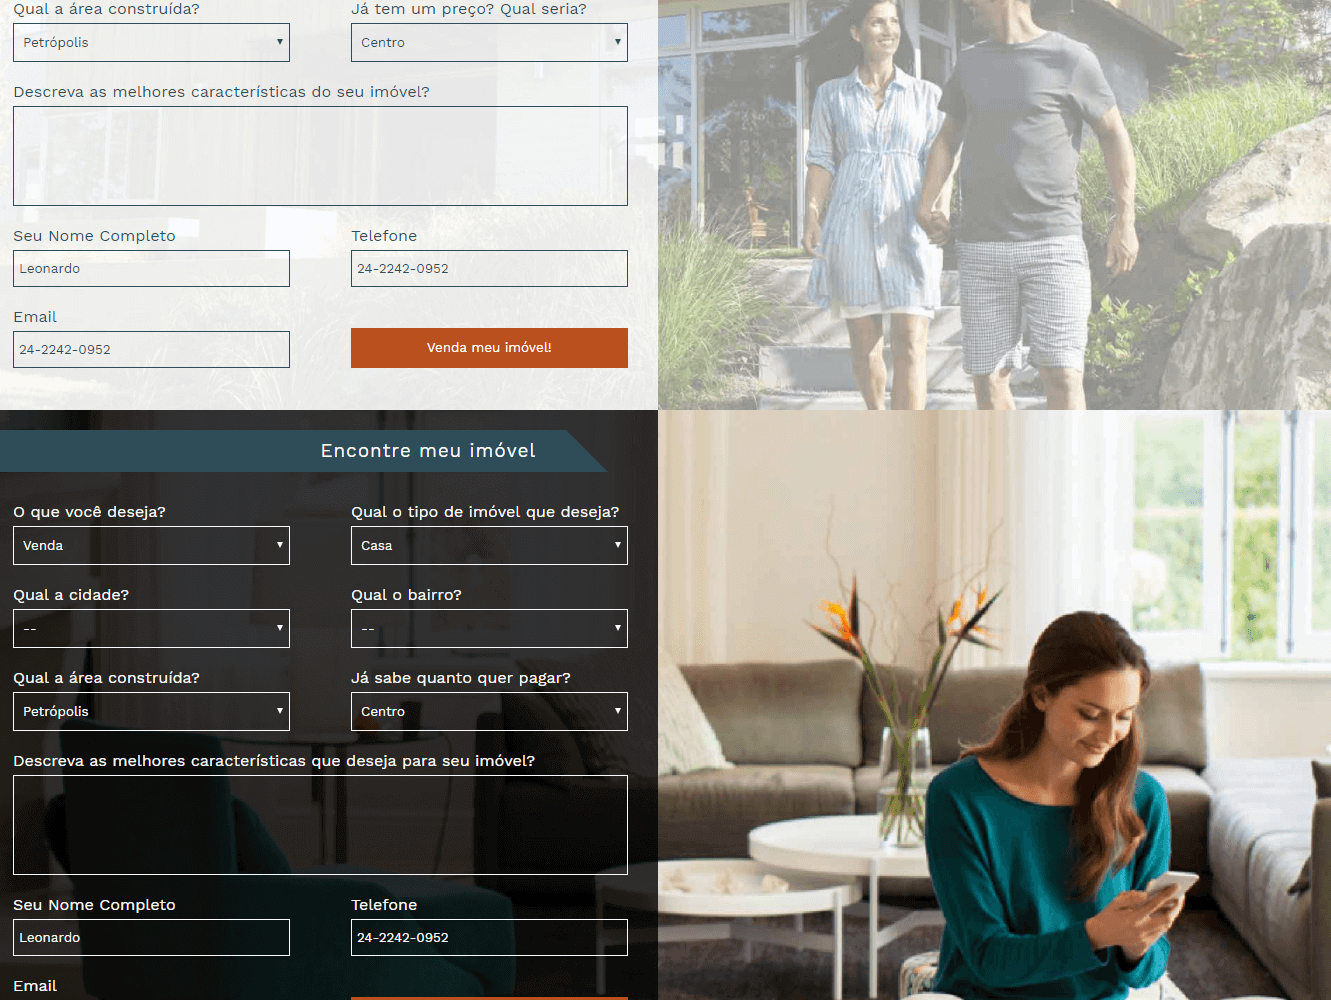 Qual a área construída? Já tem um preço? Qual seria?
Petrópolis Centro
Descreva as melhores características do seu imóvel?
Seu Nome Completo Telefone
Leonardo 24-2242-0952
Email
24-2242-0952 Venda meu imóvel!
Encontre meu imóvel
O que você deseja? Qual o tipo de imóvel que deseja?
Venda Casa
Qual a cidade? Qual o bairro?
-- --
Qual a área construída? Já sabe quanto quer pagar?
Petrópolis Centro
Descreva as melhores características que deseja para seu imóvel?
Seu Nome Completo Telefone
Leonardo 24-2242-0952
Email